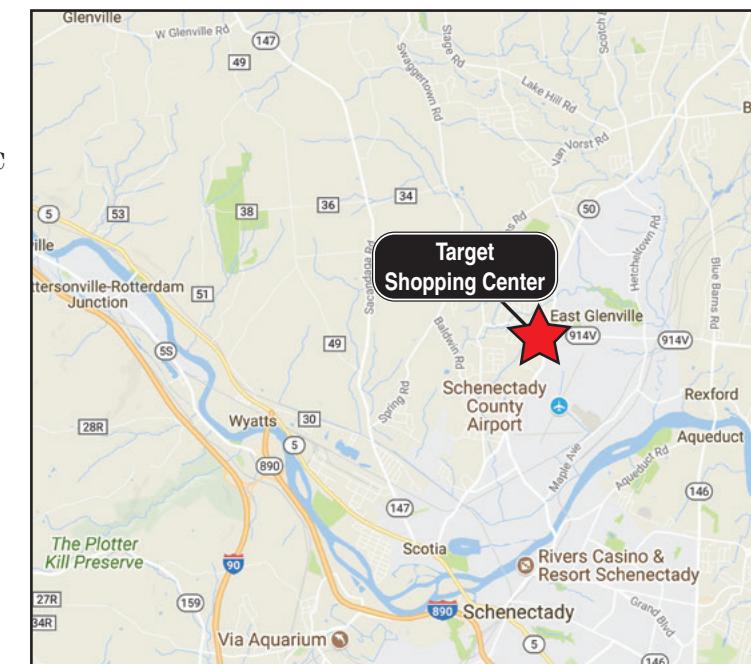 Glenville
W Glenville Rd
147
49
Swaggertown Rd
Stage Rd
Lake Hill Rd
Van Vorst Rd
5
53
38
36
34
50
ville
Target
Shopping Center
Hetcheltown Rd
Blue Barns Rd
Sacandaga Rd
Rd
ttersonville-Rotterdam
Junction
51
East Glenville
914V
914V
5S
49
Baldwin Rd
Schenectady
County
Airport
Spring Rd
Rexford
28R
Wyatts
30
5
Aqueduct
890
Maple Ave
Aqueduct Rd
146
147
The Plotter
Kill Preserve
Scotia
90
Rivers Casino &
Resort Schenectady
27R
159
890
Schenectady
Grand Blvd
34R
Via Aquarium
5
146